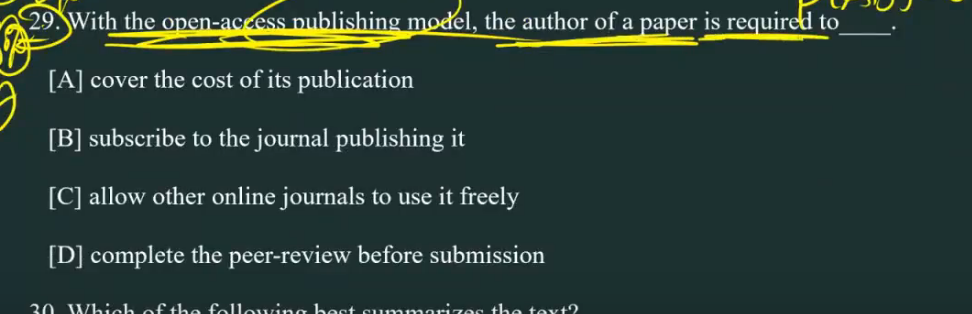 29. With the open-access publishing model, the author of a paper is required to____.
[A] cover the cost of its publication
[B] subscribe to the journal publishing it
[C] allow other online journals to use it freely
[D] complete the peer-review before submission
30. Which of the following best summarizes the text?